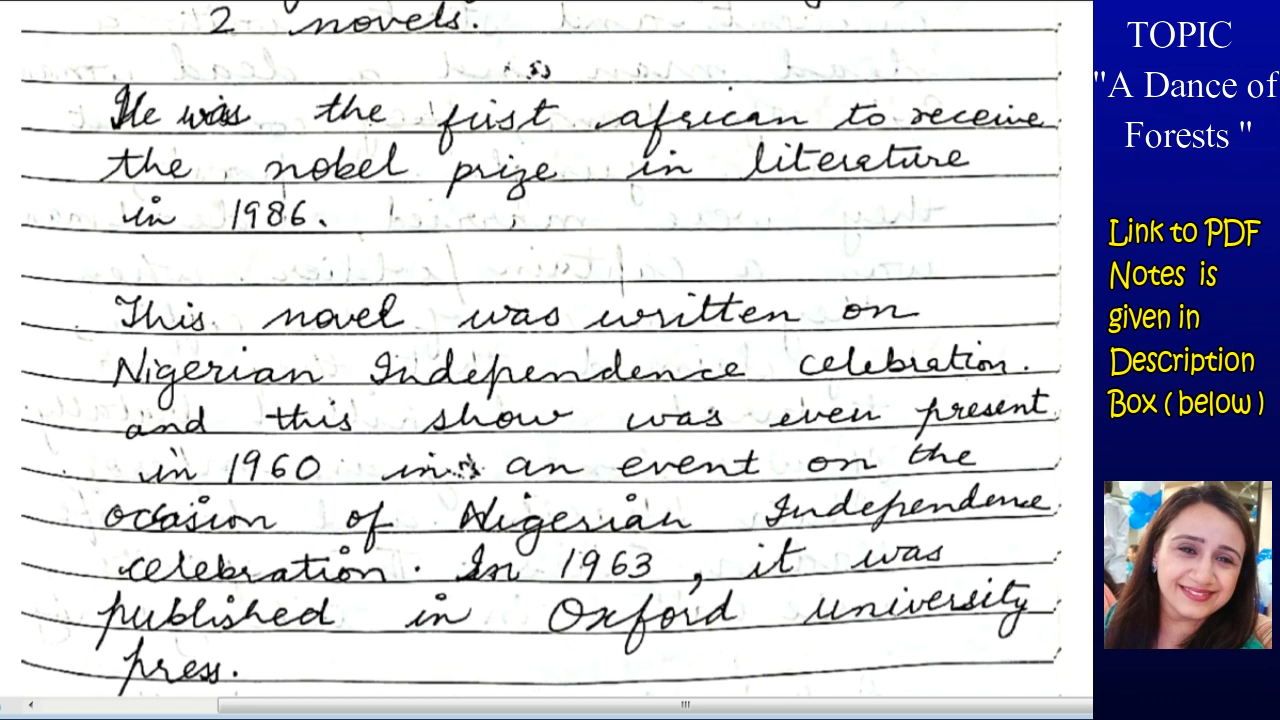 2 novels.
He was the first african to receive
the nobel prize in literature
in 1986.
This novel was written on
Nigerian Independence celebration.
and this show was even present
in 1960 in an event on the
occasion of Nigerian Independence
celebration. In 1963, it was
published in Oxford university
press.
TOPIC
"A Dance of
Forests "
Link to PDF
Notes is
given in
Description
Box ( below )